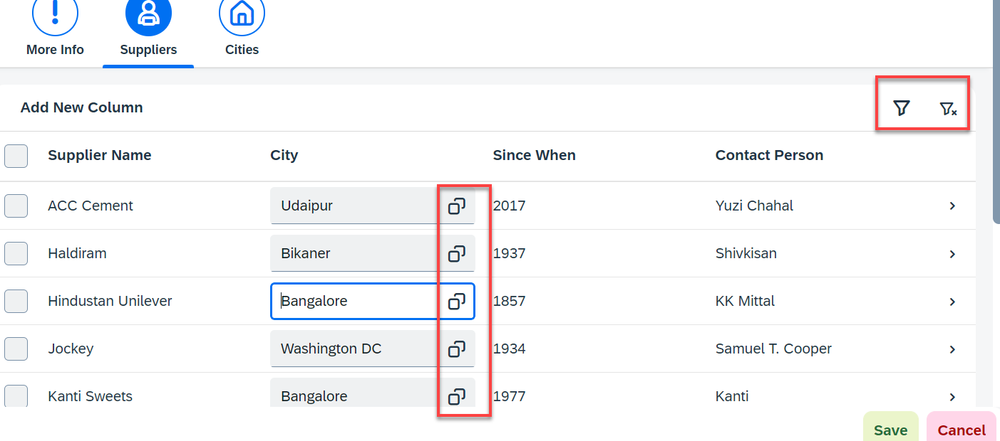 More Info Suppliers Cities
Add New Column
Supplier Name City Since When Contact Person
ACC Cement Udaipur 2017 Yuzi Chahal
Haldiram Bikaner 1937 Shivkisan
Hindustan Unilever Bangalore 1857 KK Mittal
Jockey Washington DC 1934 Samuel T. Cooper
Kanti Sweets Bangalore 1977 Kanti
Save Cancel